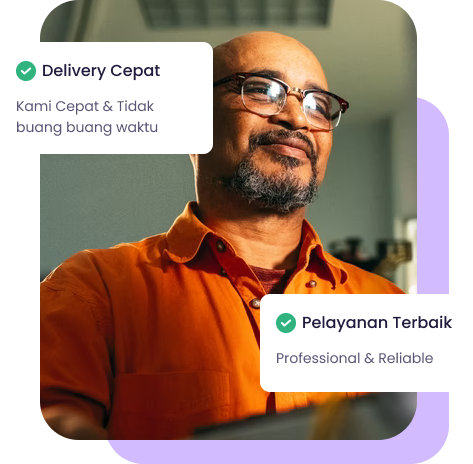 Delivery Cepat
Kami Cepat & Tidak
buang buang waktu
Pelayanan Terbaik
Professional & Reliable